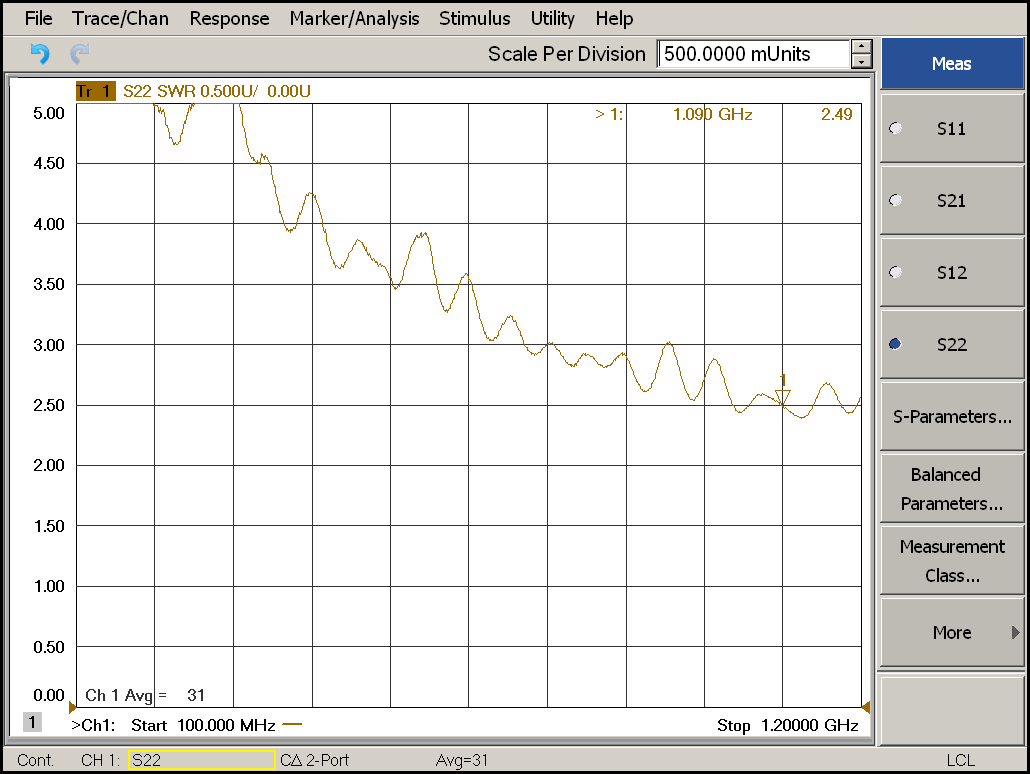 File Trace/Chan Response Marker/Analysis Stimulus Utility Help
Scale Per Division 500.0000 mUnits
Meas
Tr 1 S22 SWR 0.500U/ 0.00U
> 1: 1.090 GHz 2.49
5.00
4.50
4.00
3.50
3.00
2.50
2.00
1.50
1.00
0.50
0.00
1
Ch 1 Avg = 31
1
>Ch1: Start 100.000 MHz
Stop 1.20000 GHz
S11
S21
S12
S22
S-Parameters...
Balanced
Parameters...
Measurement
Class...
More
Cont. CH 1: S22 CΔ 2-Port Avg=31 LCL